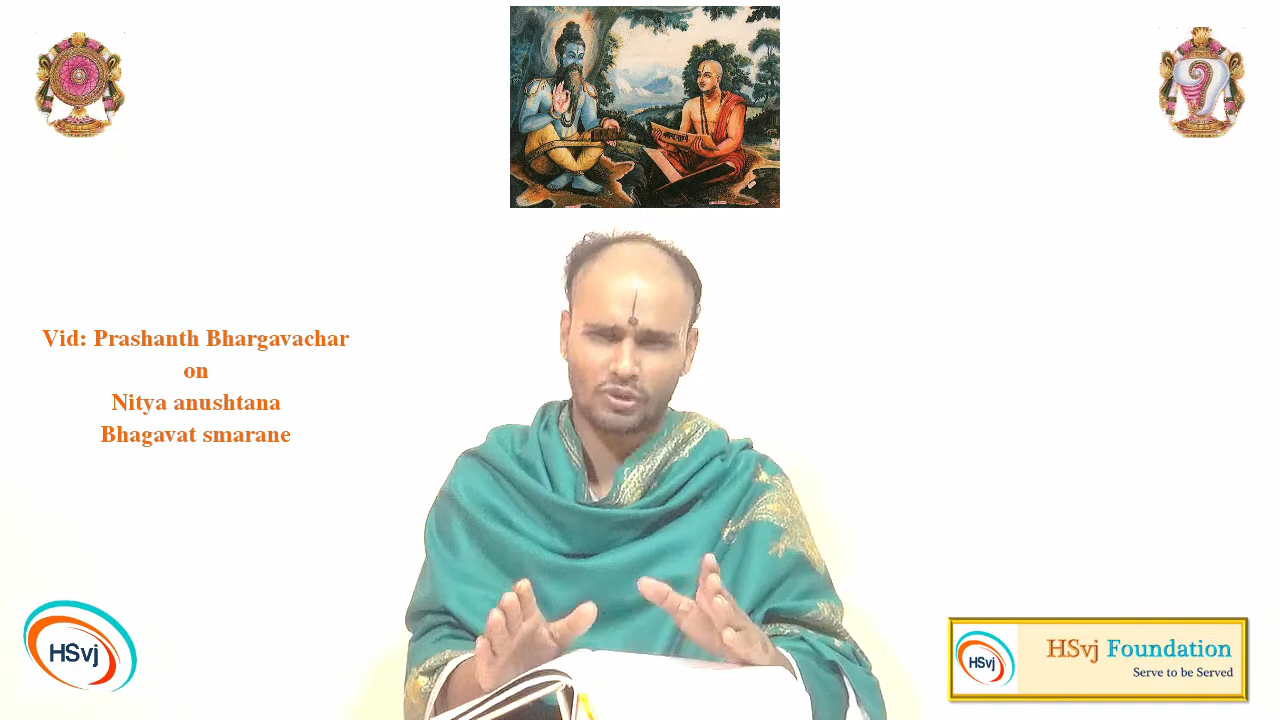 Vid: Prashanth Bhargavachar
on
Nitya anushtana
Bhagavat smarane
HSvj
HSvj
HSvj Foundation
Serve to be Served